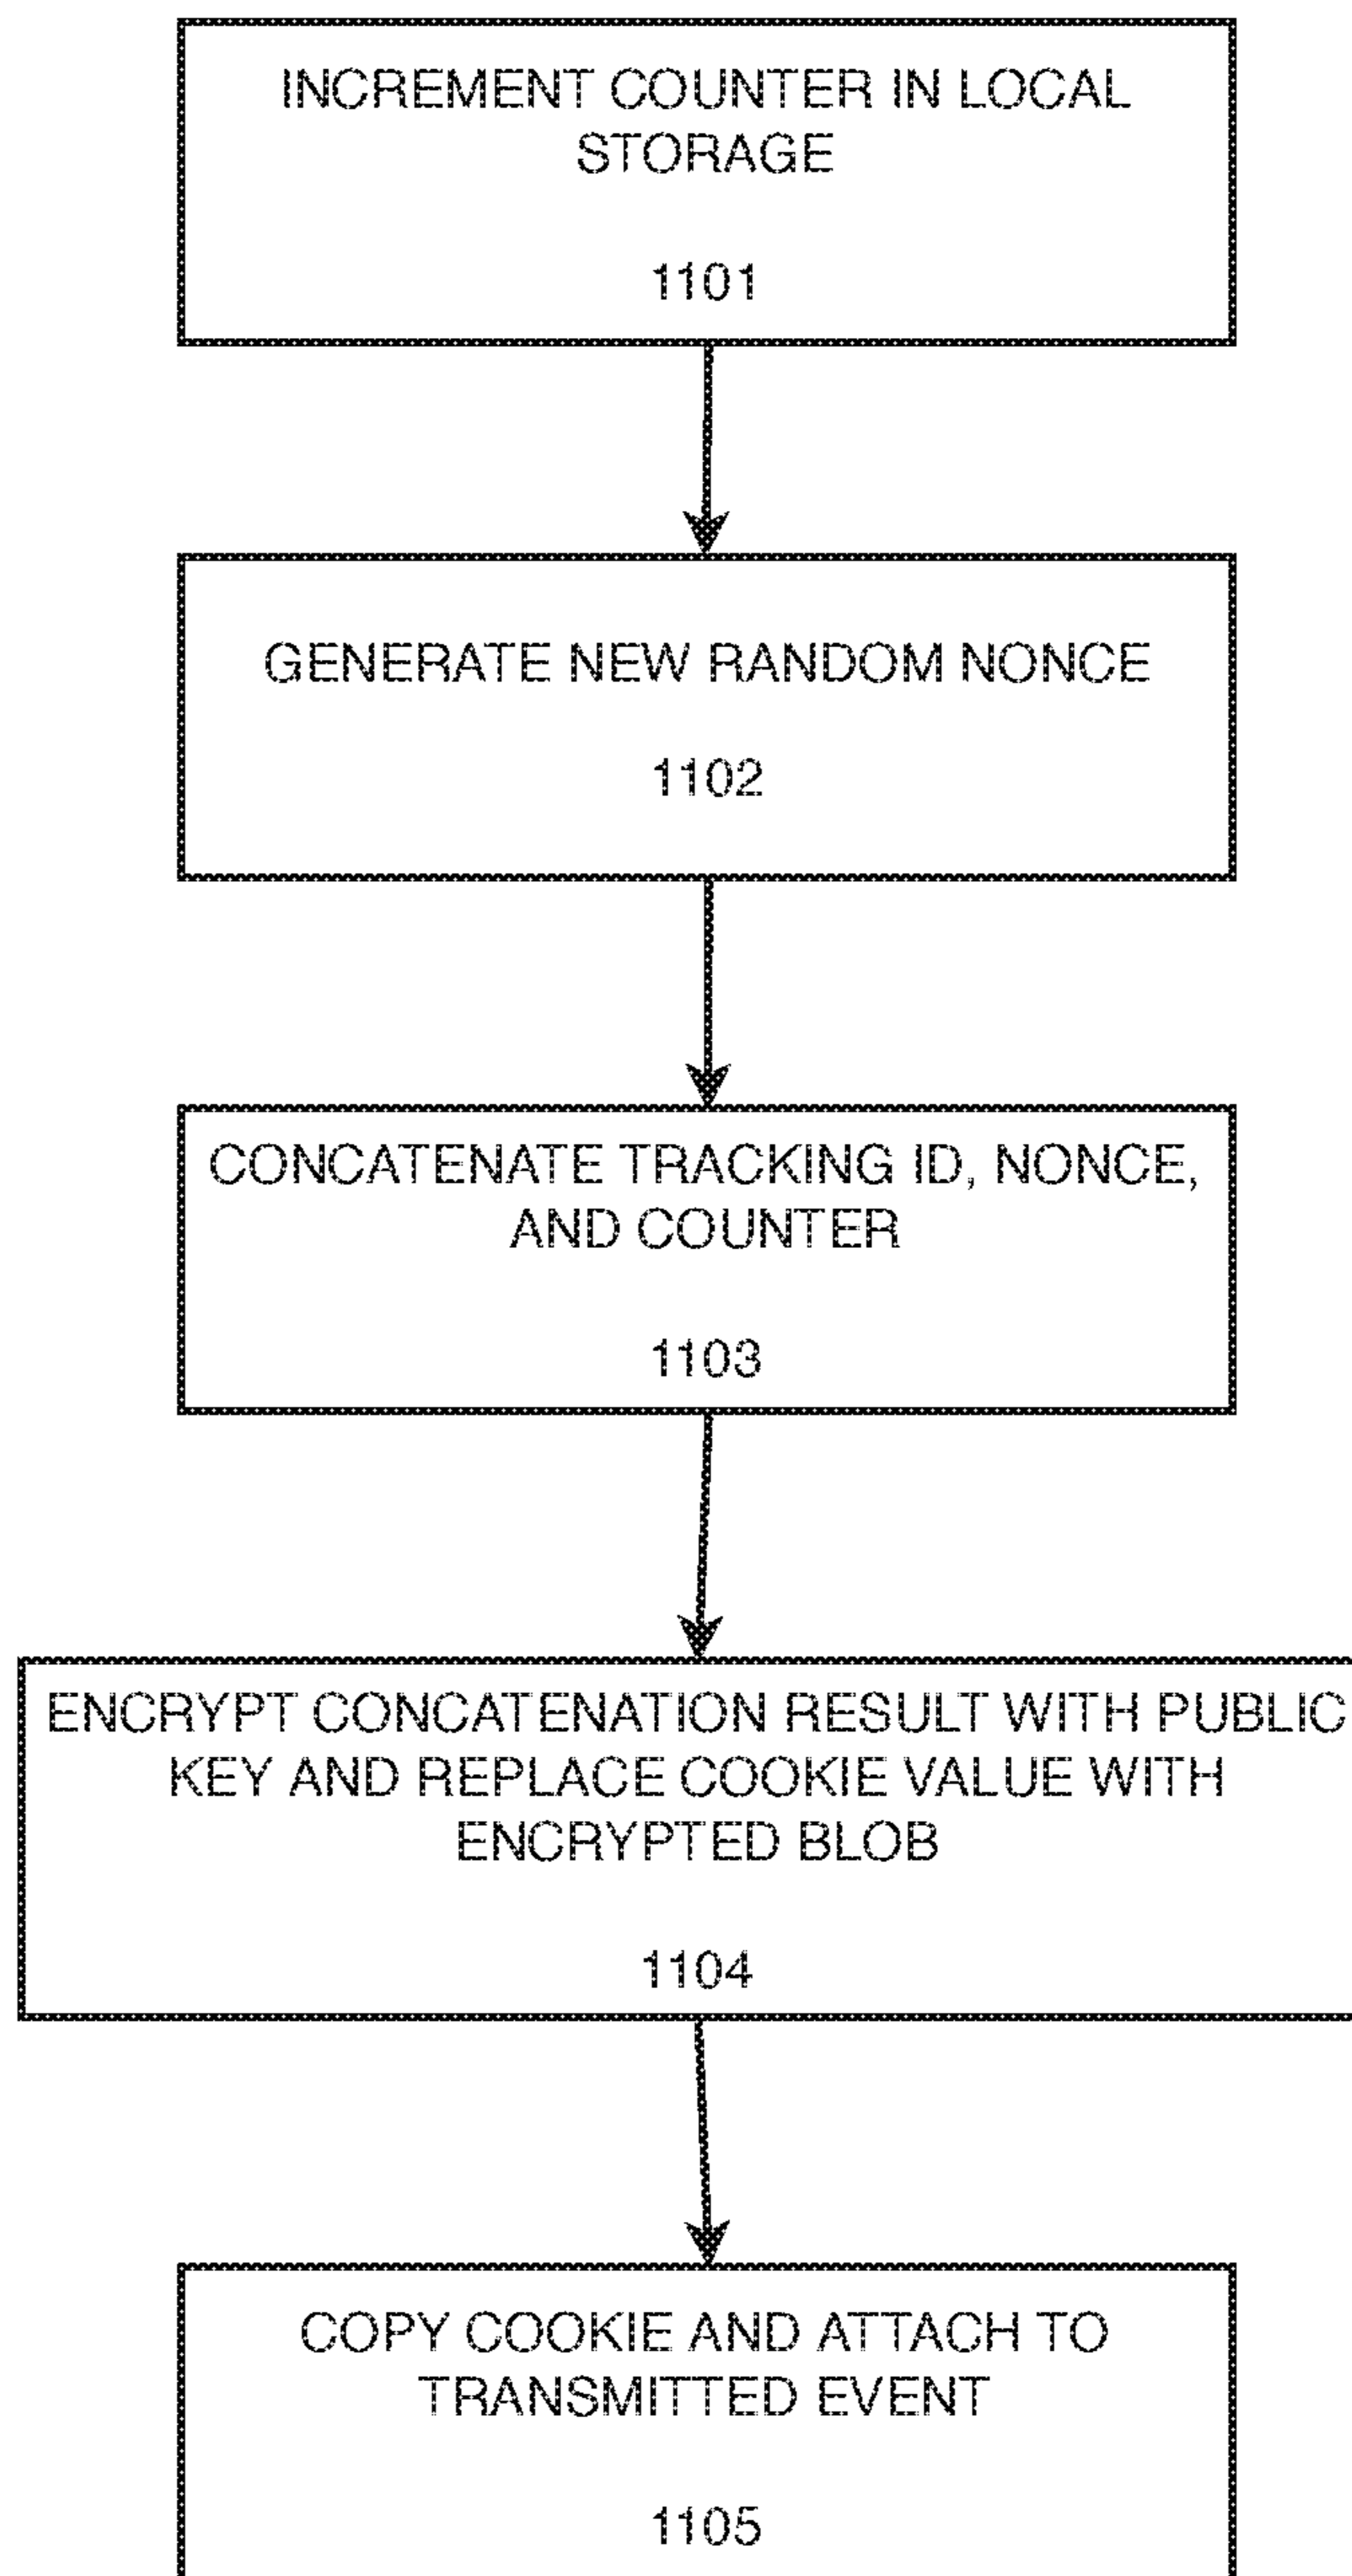 INCREMENT COUNTER IN LOCAL
STORAGE
1101
GENERATE NEW RANDOM NONCE
1102
CONCATENATE TRACKING ID, NONCE,
AND COUNTER
1103
ENCRYPT CONCATENATION RESULT WITH PUBLIC
KEY AND REPLACE COOKIE VALUE WITH
ENCRYPTED BLOB
1104
COPY COOKIE AND ATTACH TO
TRANSMITTED EVENT
1105